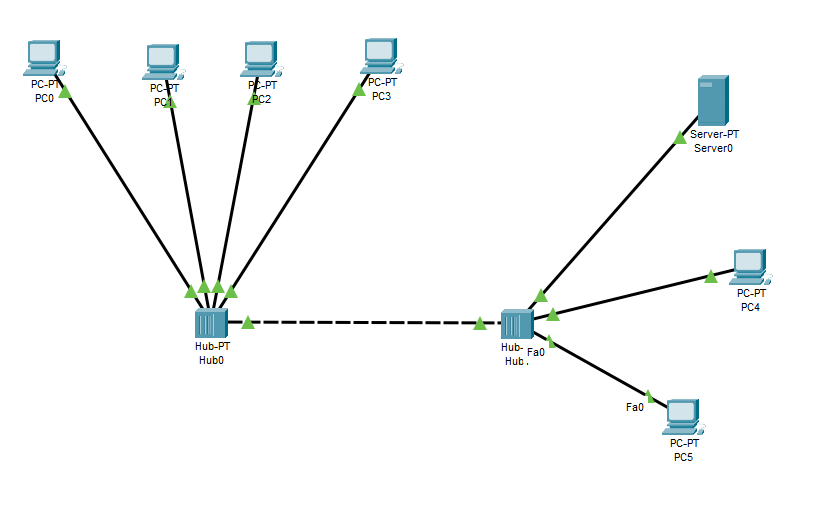 PC-PT
PC0
PC-PT
PC1
PC-PT
PC2
PC-PT
PC3
Server-PT
Server0
PC-PT
PC4
Hub-PT
Hub0
Hub-
Hub
Fa0
Fa0
PC-PT
PC5